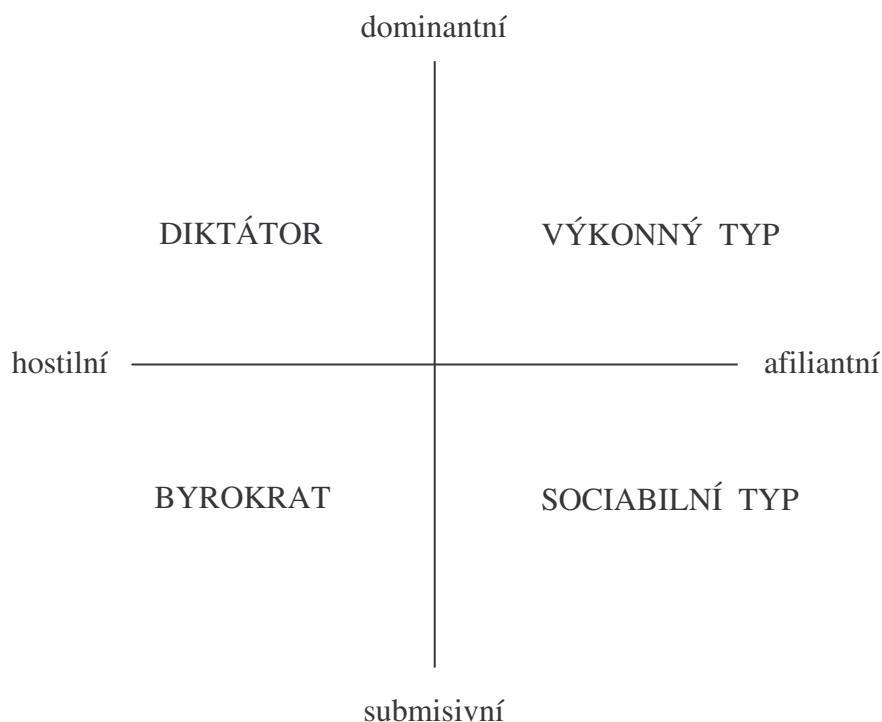 dominantní
DIKTÁTOR
VÝKONNÝ TYP
hostilní
afiliantní
BYROKRAT
SOCIABILNÍ TYP
submisivní